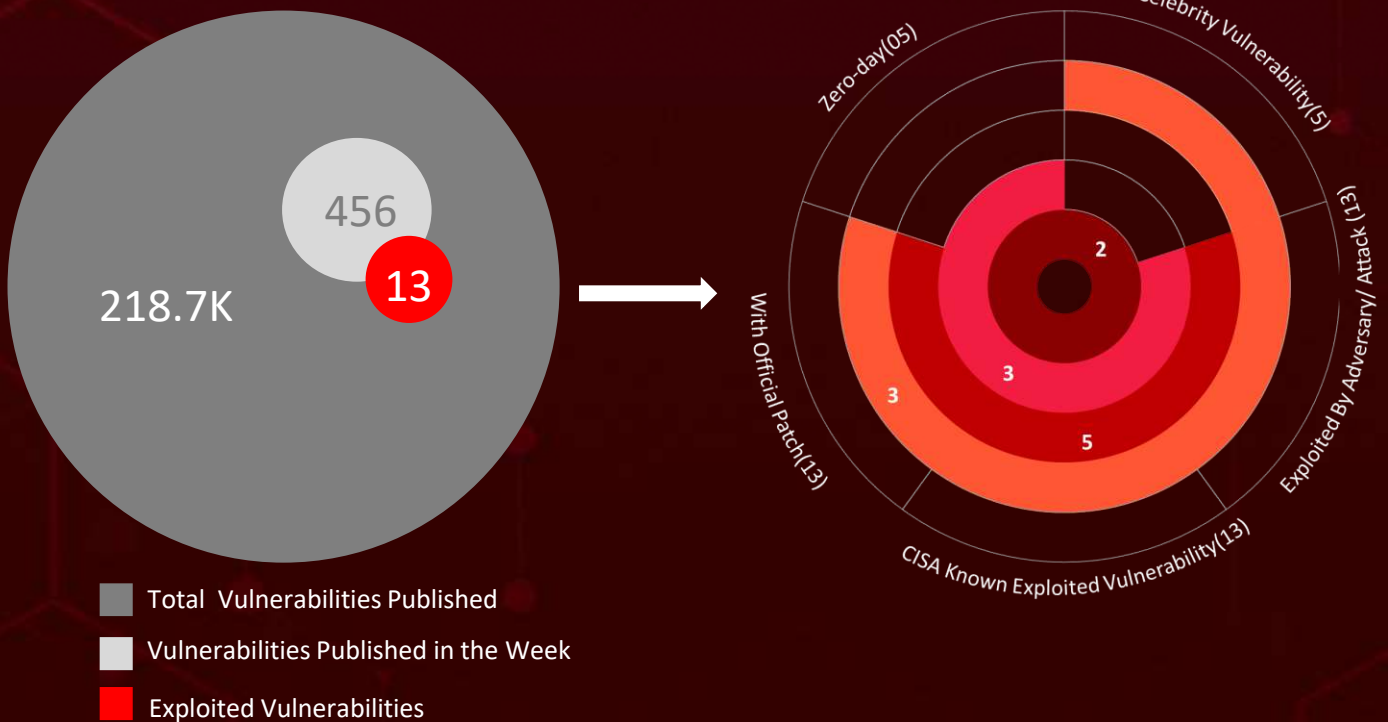 456
13
218.7K
Total Vulnerabilities Published
Vulnerabilities Published in the Week
Exploited Vulnerabilities
Zero-day(05)
Celebrity Vulnerability(5)
Exploited By Adversary/ Attack (13)
CISA Known Exploited Vulnerability(13)
With Official Patch(13)
2
3
3
5